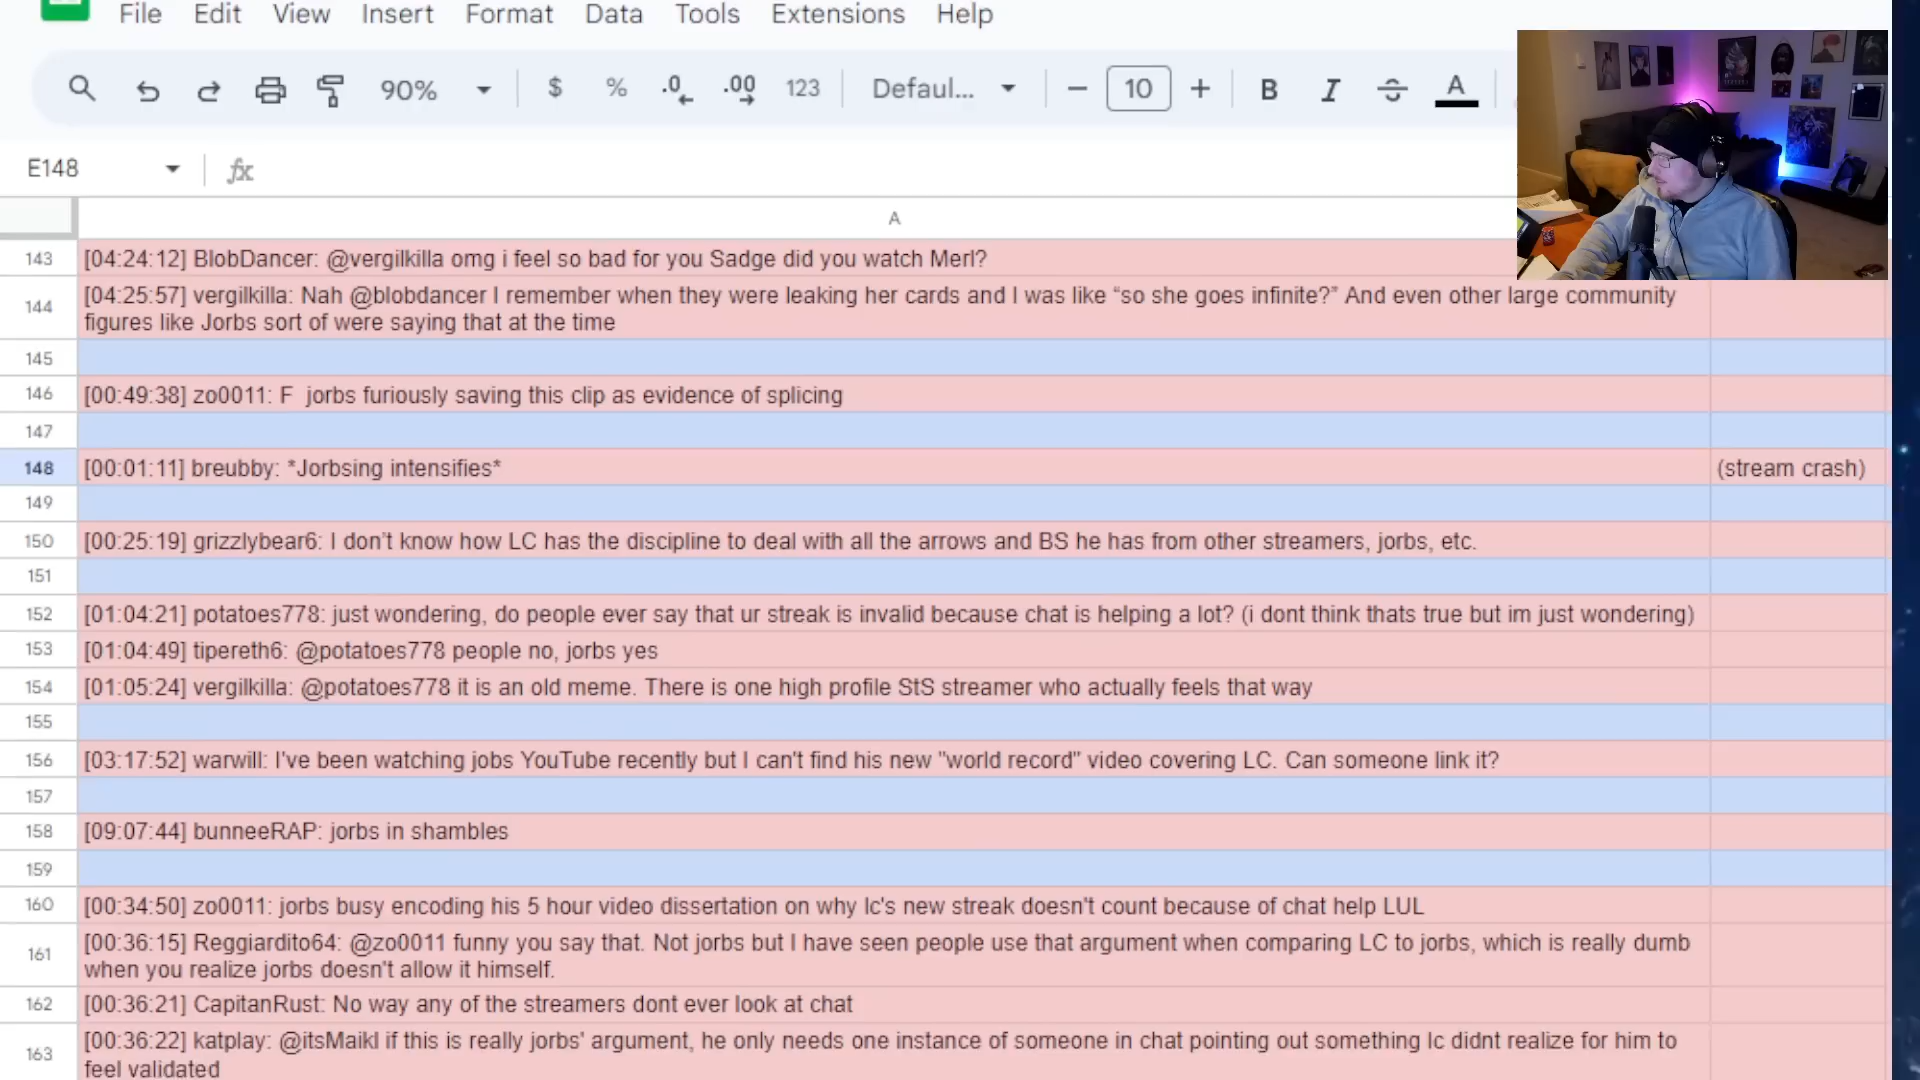 File Edit View Insert Format Data Tools Extensions Help
90% $ % .0 .00 123 Defaul... − 10 + B I S A
E148 fx
A
143 [04:24:12] BlobDancer: @vergilkilla omg i feel so bad for you Sadge did you watch Merl?
144 [04:25:57] vergilkilla: Nah @blobdancer I remember when they were leaking her cards and I was like “so she goes infinite?” And even other large community
figures like Jorbs sort of were saying that at the time
145
146 [00:49:38] zo0011: F jorbs furiously saving this clip as evidence of splicing
147
148 [00:01:11] breubby: *Jorbsing intensifies* (stream crash)
149
150 [00:25:19] grizzlybear6: I don't know how LC has the discipline to deal with all the arrows and BS he has from other streamers, jorbs, etc.
151
152 [01:04:21] potatoes778: just wondering, do people ever say that ur streak is invalid because chat is helping a lot? (i dont think thats true but im just wondering)
153 [01:04:49] tipereth6: @potatoes778 people no, jorbs yes
154 [01:05:24] vergilkilla: @potatoes778 it is an old meme. There is one high profile StS streamer who actually feels that way
155
156 [03:17:52] warwill: I've been watching jobs YouTube recently but I can't find his new "world record" video covering LC. Can someone link it?
157
158 [09:07:44] bunneeRAP: jorbs in shambles
159
160 [00:34:50] zo0011: jorbs busy encoding his 5 hour video dissertation on why lc's new streak doesn't count because of chat help LUL
161 [00:36:15] Reggiardito64: @zo0011 funny you say that. Not jorbs but I have seen people use that argument when comparing LC to jorbs, which is really dumb
when you realize jorbs doesn't allow it himself.
162 [00:36:21] CapitanRust: No way any of the streamers dont ever look at chat
163 [00:36:22] katplay: @itsMaikl if this is really jorbs' argument, he only needs one instance of someone in chat pointing out something lc didnt realize for him to
feel validated